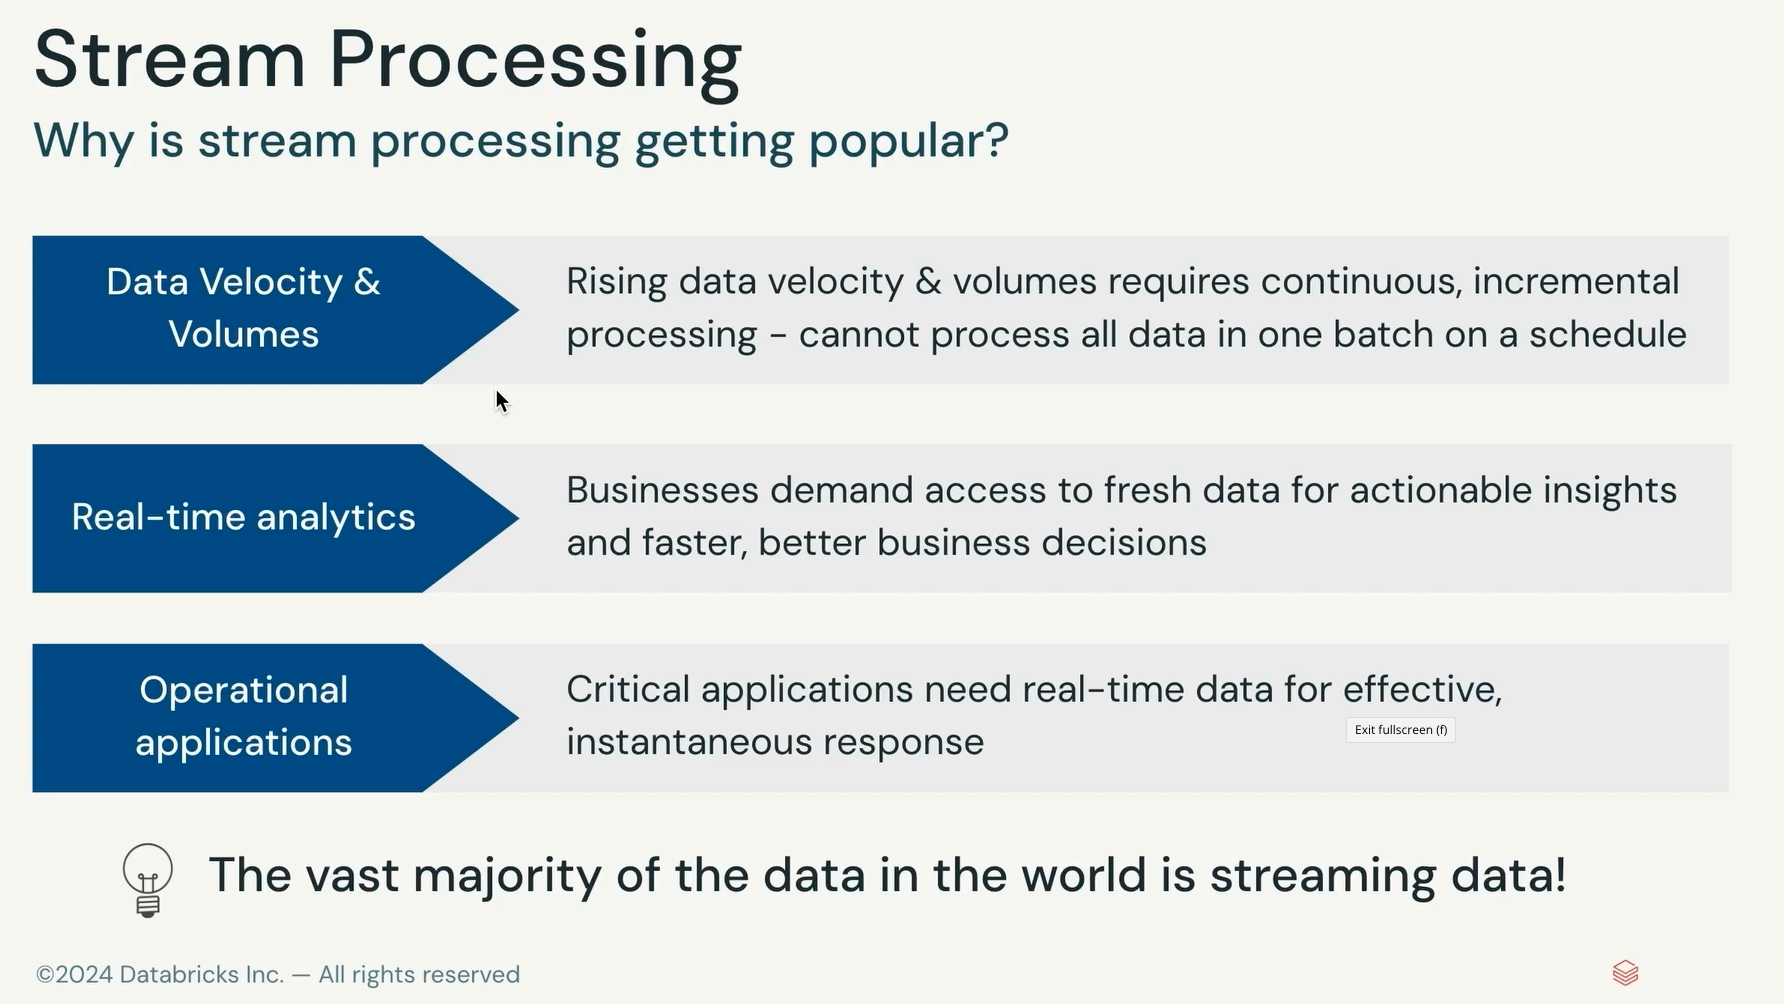 Stream Processing
Why is stream processing getting popular?
Data Velocity &
Volumes
Rising data velocity & volumes requires continuous, incremental
processing - cannot process all data in one batch on a schedule
Real-time analytics
Businesses demand access to fresh data for actionable insights
and faster, better business decisions
Operational
applications
Critical applications need real-time data for effective,
instantaneous response
Exit fullscreen (f)
The vast majority of the data in the world is streaming data!
©2024 Databricks Inc. — All rights reserved